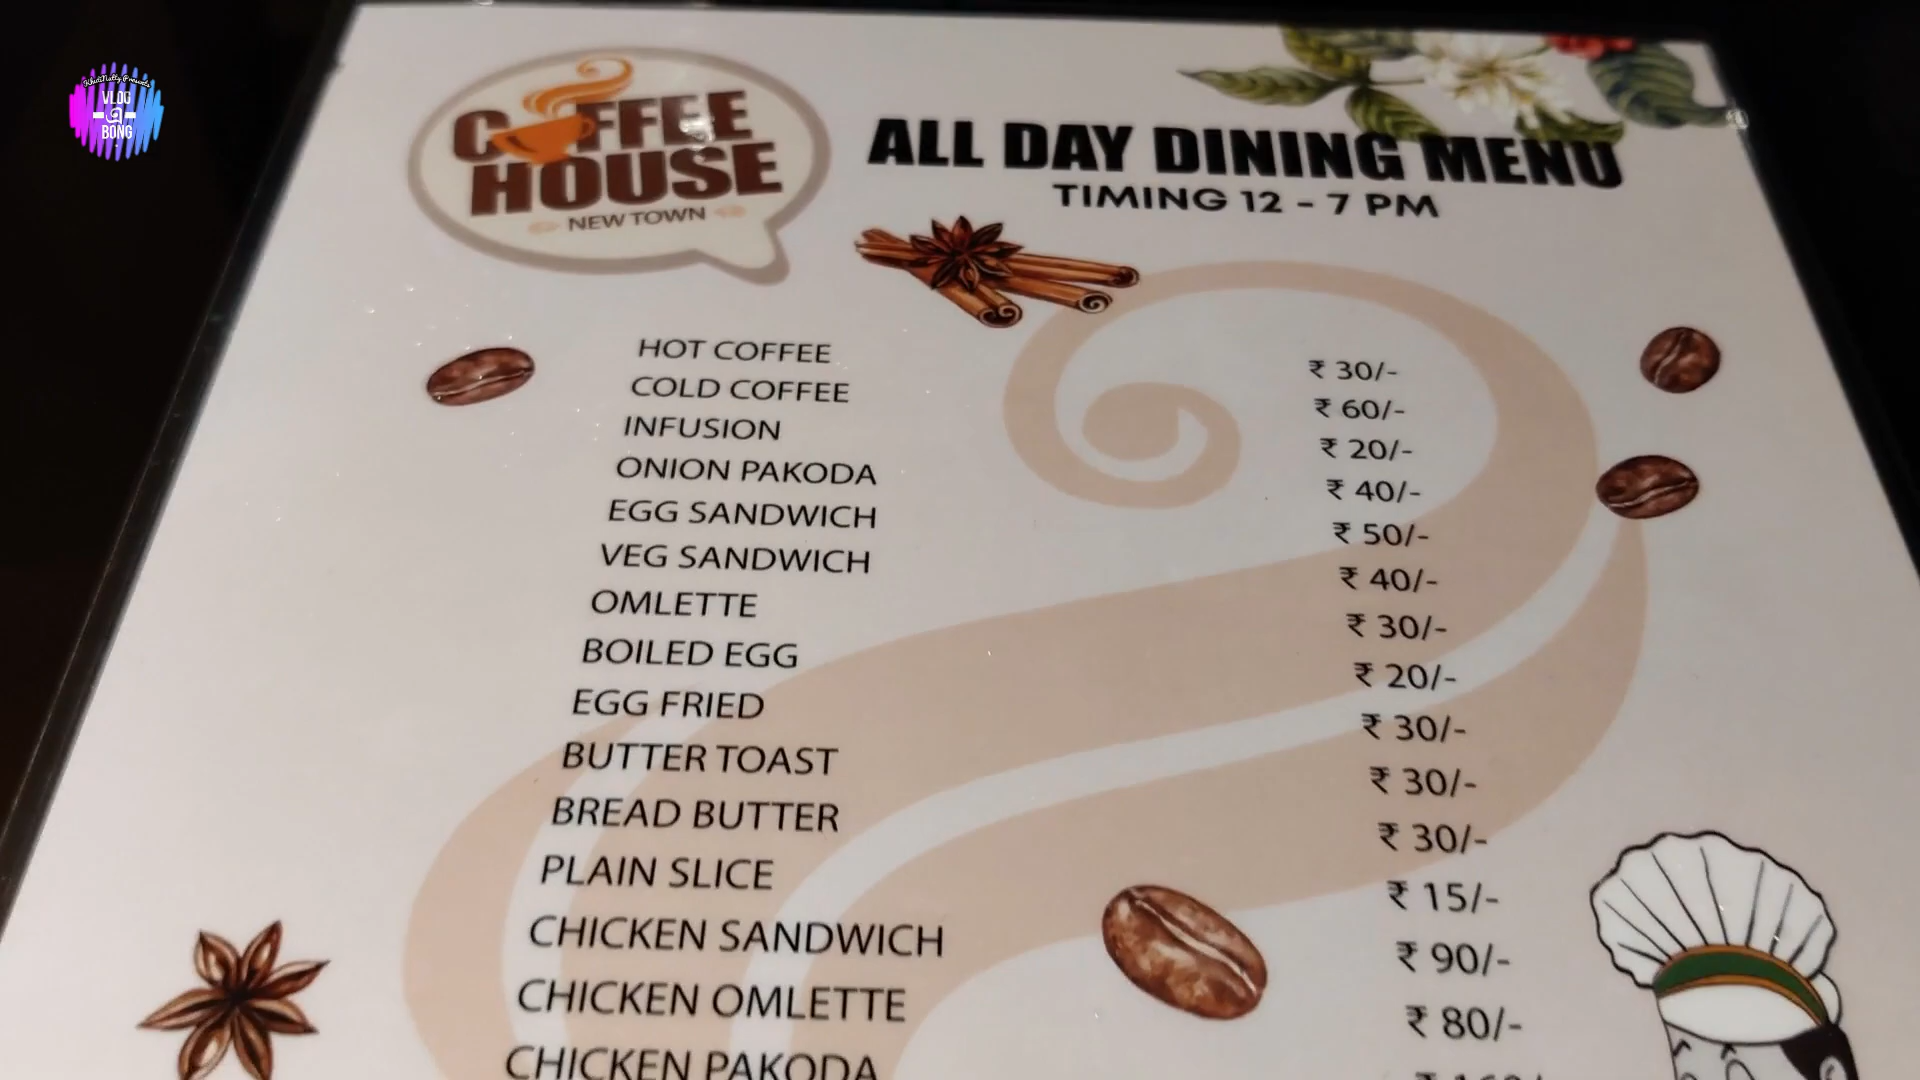 KhutiNutty Presents
VLOG
এ
BONG
COFFEE
HOUSE
NEW TOWN
ALL DAY DINING MENU
TIMING 12 - 7 PM
HOT COFFEE ₹ 30/-
COLD COFFEE ₹ 60/-
INFUSION ₹ 20/-
ONION PAKODA ₹ 40/-
EGG SANDWICH ₹ 50/-
VEG SANDWICH ₹ 40/-
OMLETTE ₹ 30/-
BOILED EGG ₹ 20/-
EGG FRIED ₹ 30/-
BUTTER TOAST ₹ 30/-
BREAD BUTTER ₹ 30/-
PLAIN SLICE ₹ 15/-
CHICKEN SANDWICH ₹ 90/-
CHICKEN OMLETTE ₹ 80/-
CHICKEN PAKODA